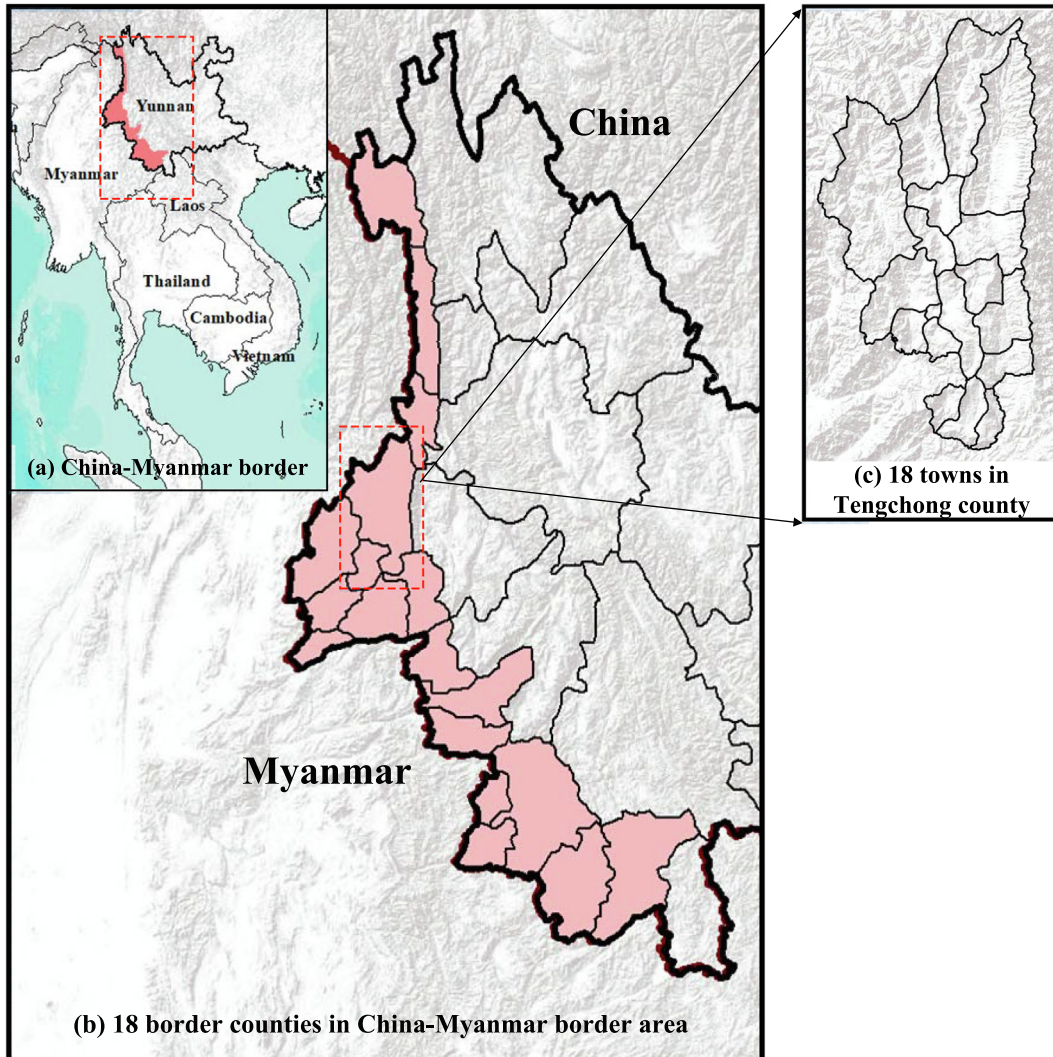 Yunnan
Myanmar
Laos
Thailand
Cambodia
Vietnam
(a) China-Myanmar border
China
Myanmar
(b) 18 border counties in China-Myanmar border area
(c) 18 towns in
Tengchong county